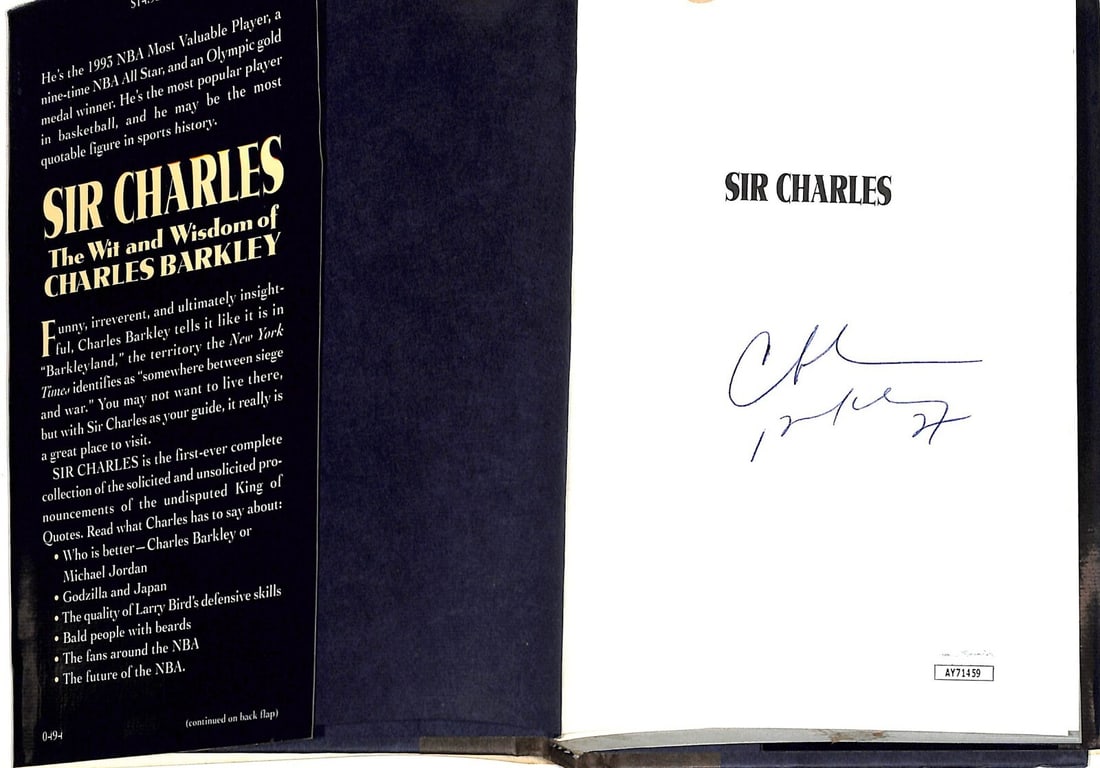 He's the 1993 NBA Most Valuable Player, a
nine-time NBA All Star, and an Olympic gold
medal winner. He's the most popular player
in basketball, and he may be the most
quotable figure in sports history.
SIR CHARLES
The Wit and Wisdom of
CHARLES BARKLEY
Funny, irreverent, and ultimately insight-
ful, Charles Barkley tells it like it is in
"Barkleyland," the territory the New York
Times identifies as "somewhere between siege
and war." You may not want to live there,
but with Sir Charles as your guide, it really is
a great place to visit.
SIR CHARLES is the first-ever complete
collection of the solicited and unsolicited pro-
nouncements of the undisputed King of
Quotes. Read what Charles has to say about:
• Who is better—Charles Barkley or
Michael Jordan
• Godzilla and Japan
• The quality of Larry Bird's defensive skills
• Bald people with beards
• The fans around the NBA
• The future of the NBA.
(continued on back flap)
0494
SIR CHARLES
AY71459